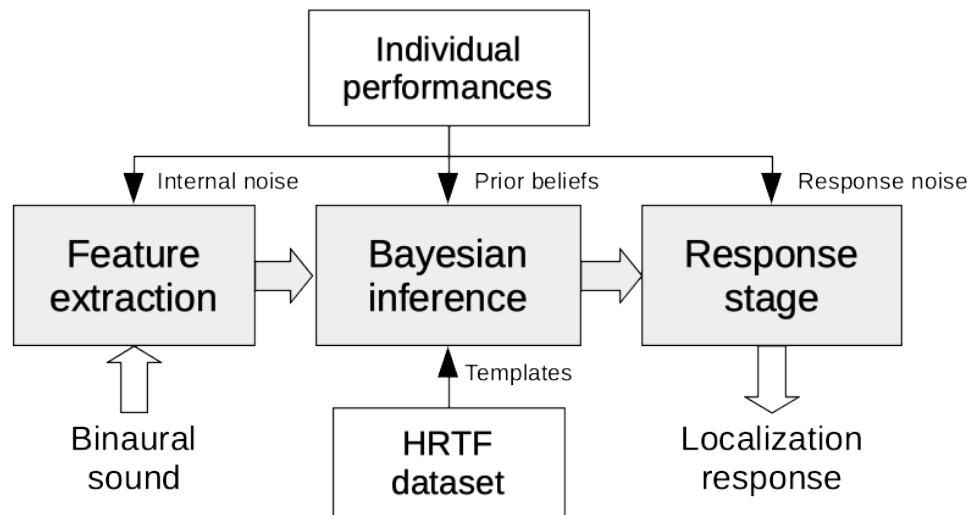 Individual
performances
Internal noise
Prior beliefs
Response noise
Feature
extraction
Bayesian
inference
Response
stage
Templates
Binaural
sound
HRTF
dataset
Localization
response